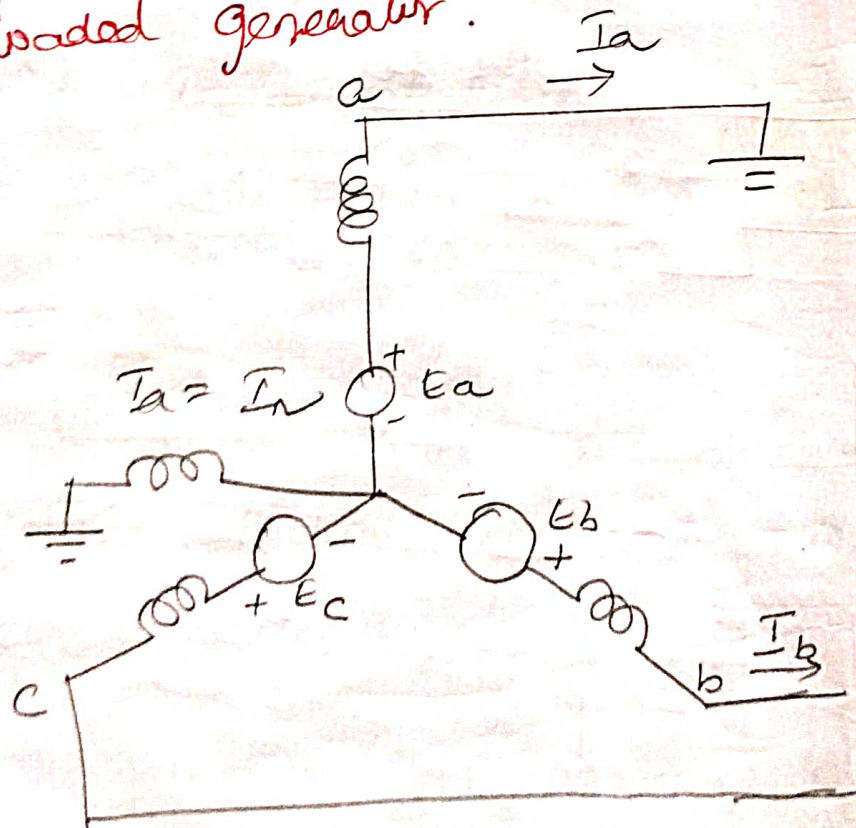 generator.
Ia
a
+
Ia = In
Ea
-
-
Eb
+
-
+ EC
Ib
b
C